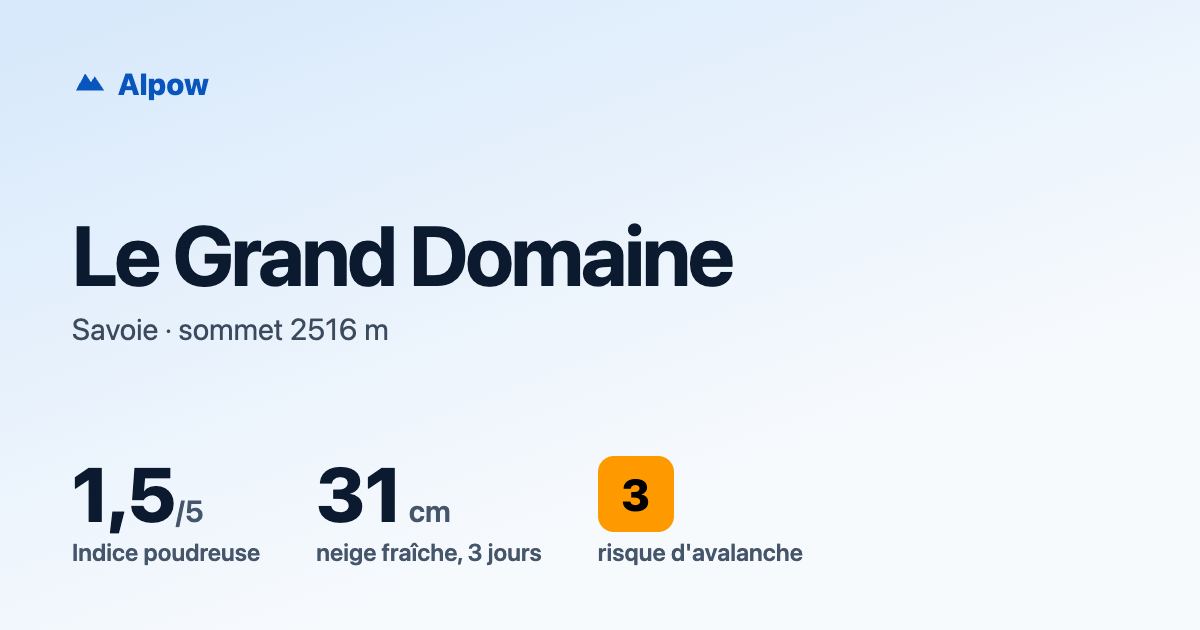 Alpow
Le Grand Domaine
Savoie · sommet 2516 m
1,5/5
Indice poudreuse
31 cm
neige fraîche, 3 jours
3
risque d'avalanche